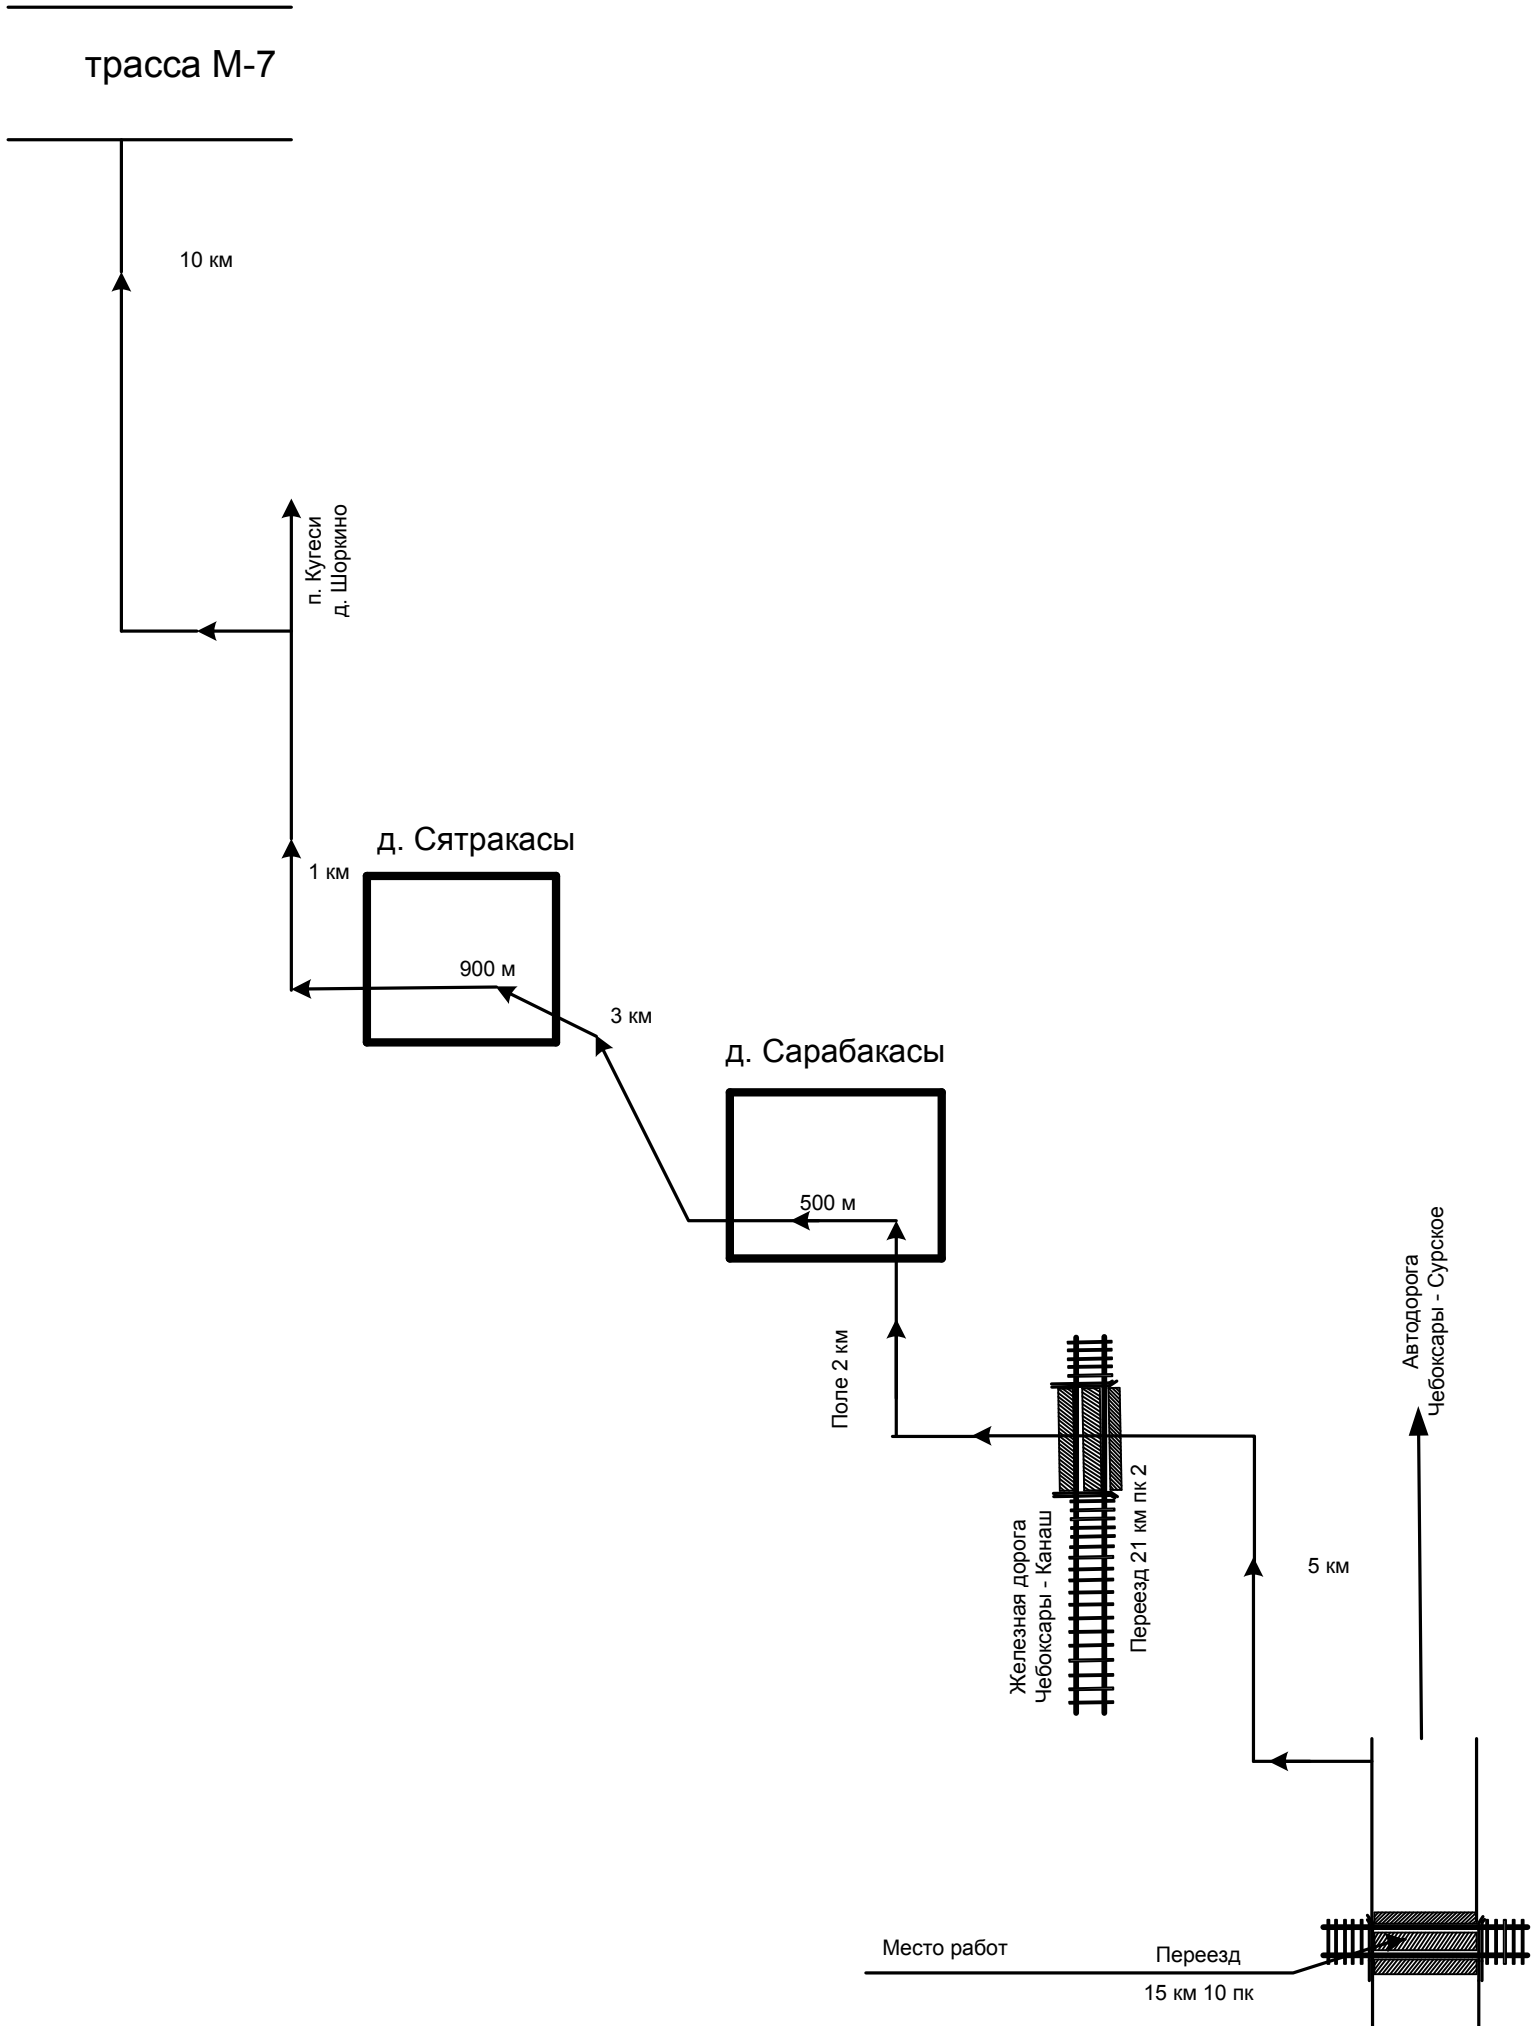 трасса М-7
10 км
п. Кугеси
д. Шоркино
д. Сятракасы
1 км
900 м
3 км
д. Сарабакасы
500 м
Поле 2 км
Автодорога
Чебоксары - Сурское
Железная дорога
Чебоксары - Канаш
Переезд 21 км пк 2
5 км
Место работ
Переезд
15 км 10 пк